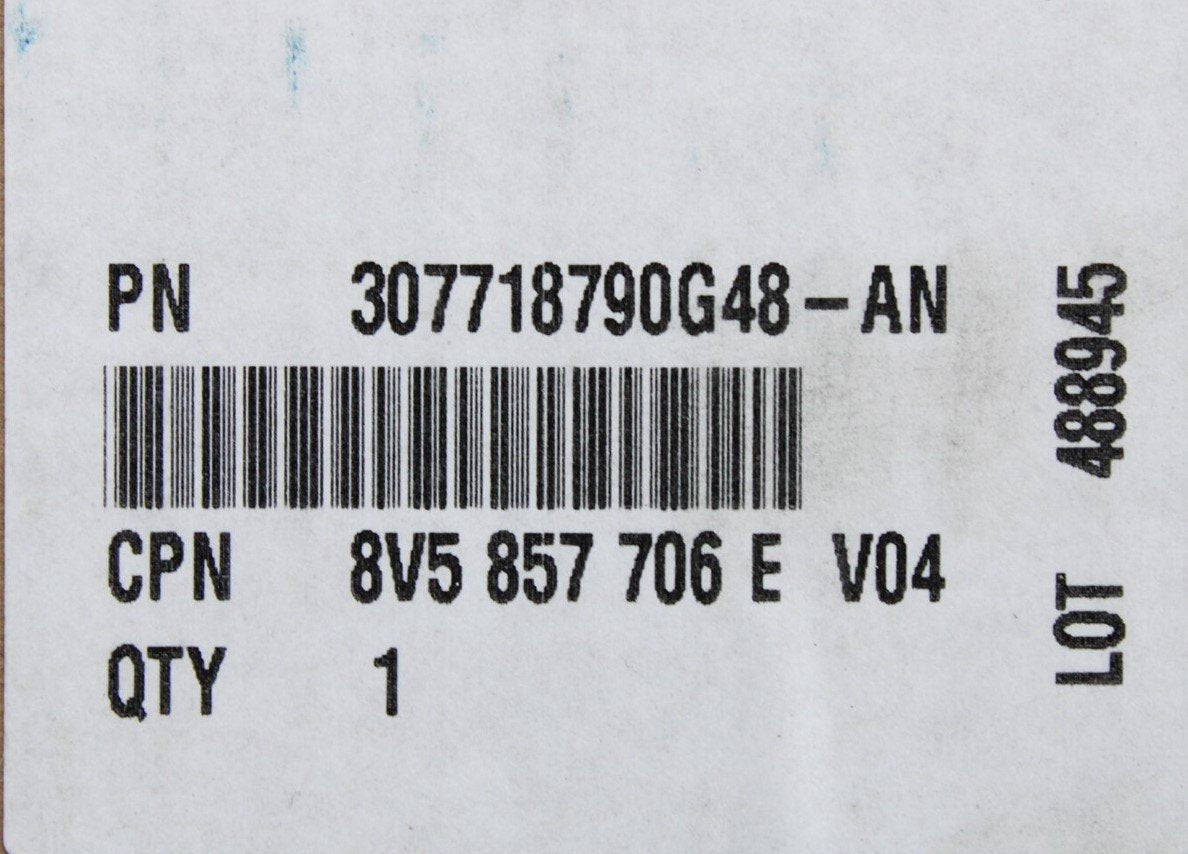 PN 307718790G48-AN
CPN 8V5 857 706 E V04
QTY 1
LOT 488945